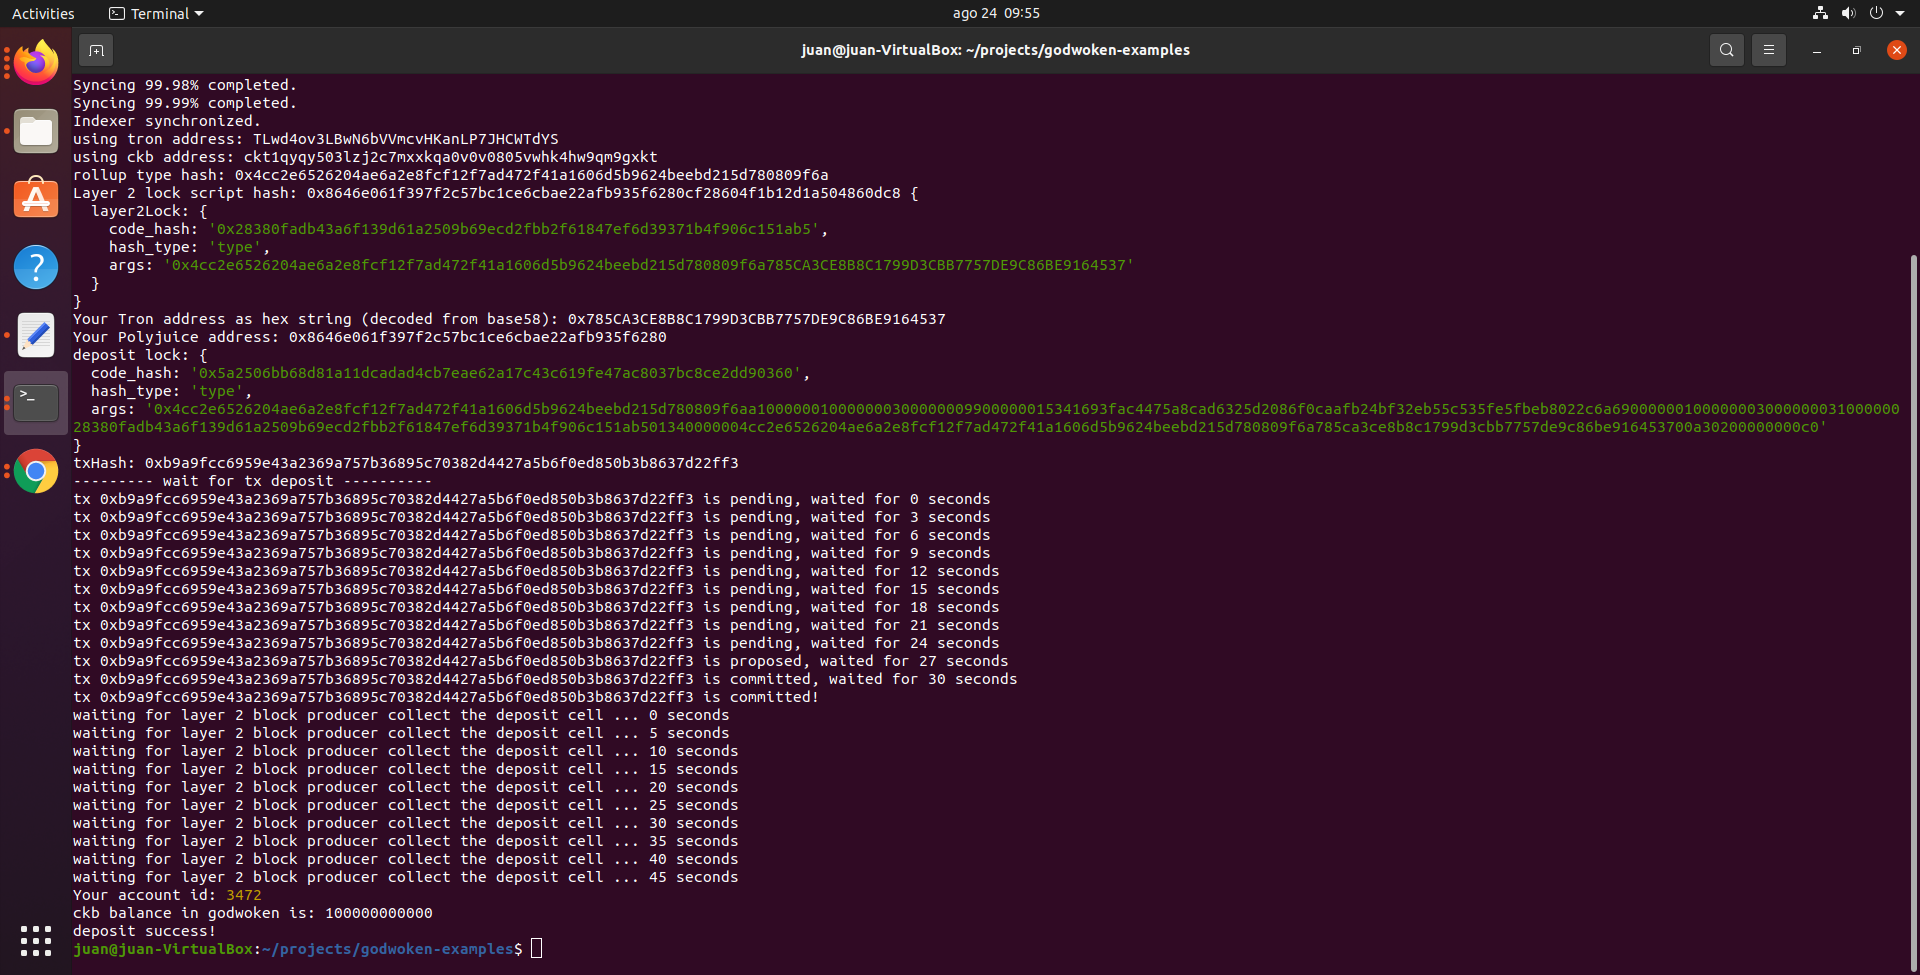 Activities
Terminal
ago 24 09:55
juan@juan-VirtualBox: ~/projects/godwoken-examples
Syncing 99.98% completed.
Syncing 99.99% completed.
Indexer synchronized.
using tron address: TLwd4ov3LBwN6bVVmcvHKanLP7JHCWTdYS
using ckb address: ckt1qyqy503lzj2c7mxxkqa0v0v0805vwhk4hw9qm9gxkt
rollup type hash: 0x4cc2e6526204ae6a2e8fcf12f7ad472f41a1606d5b9624beebd215d780809f6a
Layer 2 lock script hash: 0x8646e061f397f2c57bc1ce6cbae22afb935f6280cf28604f1b12d1a504860dc8 {
layer2Lock: {
code_hash: '0x28380fadb43a6f139d61a2509b69ecd2fbb2f61847ef6d39371b4f906c151ab5',
hash_type: 'type',
args: '0x4cc2e6526204ae6a2e8fcf12f7ad472f41a1606d5b9624beebd215d780809f6a785CA3CE8B8C1799D3CBB7757DE9C86BE9164537'
}
}
Your Tron address as hex string (decoded from base58): 0x785CA3CE8B8C1799D3CBB7757DE9C86BE9164537
Your Polyjuice address: 0x8646e061f397f2c57bc1ce6cbae22afb935f6280
deposit lock: {
code_hash: '0x5a2506bb68d81a11dcadad4cb7eae62a17c43c619fe47ac8037bc8ce2dd90360',
hash_type: 'type',
args: '0x4cc2e6526204ae6a2e8fcf12f7ad472f41a1606d5b9624beebd215d780809f6aa10000001000000030000000990000001534 1693fac4475a8cad6325d2086f0caafb24bf32eb55c535fe5fbeb8022c6a690000000100000003000000031000000
28380fadb43a6f139d61a2509b69ecd2fbb2f61847ef6d39371b4f906c151ab501340000004cc2e6526204ae6a2e8fcf12f7ad472f41a1606d5b9624beebd215d780809f6a785ca3ce8b8c1799d3cbb7757de9c86be916453700a30200000000c0'
}
txHash: 0xb9a9fcc6959e43a2369a757b36895c70382d4427a5b6f0ed850b3b8637d22ff3
--------- wait for tx deposit ----------
tx 0xb9a9fcc6959e43a2369a757b36895c70382d4427a5b6f0ed850b3b8637d22ff3 is pending, waited for 0 seconds
tx 0xb9a9fcc6959e43a2369a757b36895c70382d4427a5b6f0ed850b3b8637d22ff3 is pending, waited for 3 seconds
tx 0xb9a9fcc6959e43a2369a757b36895c70382d4427a5b6f0ed850b3b8637d22ff3 is pending, waited for 6 seconds
tx 0xb9a9fcc6959e43a2369a757b36895c70382d4427a5b6f0ed850b3b8637d22ff3 is pending, waited for 9 seconds
tx 0xb9a9fcc6959e43a2369a757b36895c70382d4427a5b6f0ed850b3b8637d22ff3 is pending, waited for 12 seconds
tx 0xb9a9fcc6959e43a2369a757b36895c70382d4427a5b6f0ed850b3b8637d22ff3 is pending, waited for 15 seconds
tx 0xb9a9fcc6959e43a2369a757b36895c70382d4427a5b6f0ed850b3b8637d22ff3 is pending, waited for 18 seconds
tx 0xb9a9fcc6959e43a2369a757b36895c70382d4427a5b6f0ed850b3b8637d22ff3 is pending, waited for 21 seconds
tx 0xb9a9fcc6959e43a2369a757b36895c70382d4427a5b6f0ed850b3b8637d22ff3 is pending, waited for 24 seconds
tx 0xb9a9fcc6959e43a2369a757b36895c70382d4427a5b6f0ed850b3b8637d22ff3 is proposed, waited for 27 seconds
tx 0xb9a9fcc6959e43a2369a757b36895c70382d4427a5b6f0ed850b3b8637d22ff3 is committed, waited for 30 seconds
tx 0xb9a9fcc6959e43a2369a757b36895c70382d4427a5b6f0ed850b3b8637d22ff3 is committed!
waiting for layer 2 block producer collect the deposit cell ... 0 seconds
waiting for layer 2 block producer collect the deposit cell ... 5 seconds
waiting for layer 2 block producer collect the deposit cell ... 10 seconds
waiting for layer 2 block producer collect the deposit cell ... 15 seconds
waiting for layer 2 block producer collect the deposit cell ... 20 seconds
waiting for layer 2 block producer collect the deposit cell ... 25 seconds
waiting for layer 2 block producer collect the deposit cell ... 30 seconds
waiting for layer 2 block producer collect the deposit cell ... 35 seconds
waiting for layer 2 block producer collect the deposit cell ... 40 seconds
waiting for layer 2 block producer collect the deposit cell ... 45 seconds
Your account id: 3472
ckb balance in godwoken is: 100000000000
deposit success!
juan@juan-VirtualBox:~/projects/godwoken-examples$